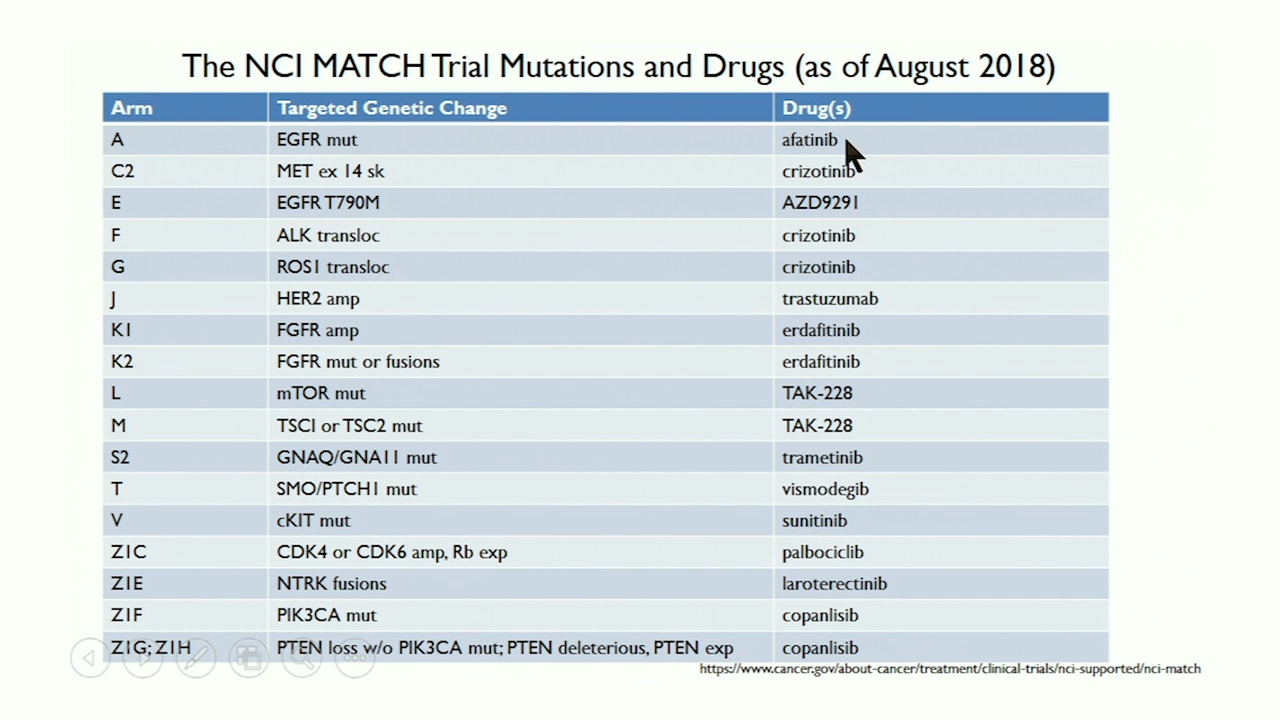 The NCI MATCH Trial Mutations and Drugs (as of August 2018)
Arm Targeted Genetic Change Drug(s)
A EGFR mut afatinib
C2 MET ex 14 sk crizotinib
E EGFR T790M AZD9291
F ALK transloc crizotinib
G ROS1 transloc crizotinib
J HER2 amp trastuzumab
K1 FGFR amp erdafitinib
K2 FGFR mut or fusions erdafitinib
L mTOR mut TAK-228
M TSC1 or TSC2 mut TAK-228
S2 GNAQ/GNA11 mut trametinib
T SMO/PTCH1 mut vismodegib
V cKIT mut sunitinib
Z1C CDK4 or CDK6 amp, Rb exp palbociclib
Z1E NTRK fusions laroterectinib
Z1F PIK3CA mut copanlisib
Z1G; Z1H PTEN loss w/o PIK3CA mut; PTEN deleterious, PTEN exp copanlisib
https://www.cancer.gov/about-cancer/treatment/clinical-trials/nci-supported/nci-match